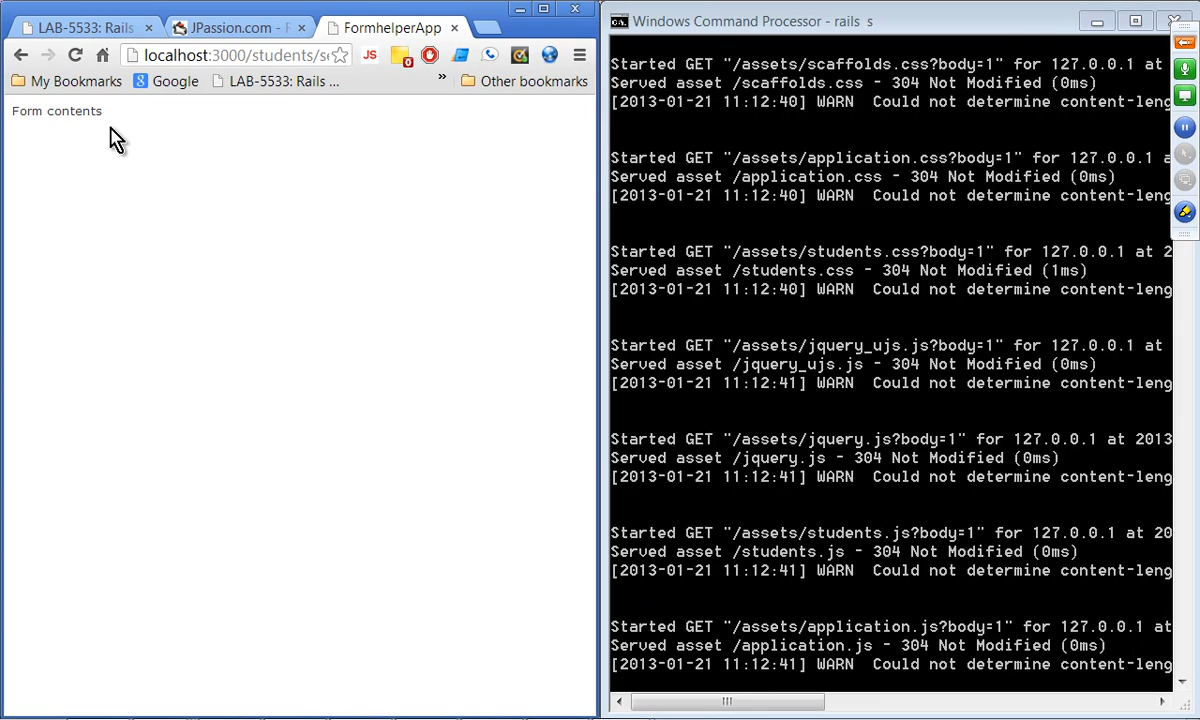 LAB-5533: Rails
JPassion.com - R
FormhelperApp
localhost:3000/students/se
JS
0
My Bookmarks
Google
LAB-5533: Rails ...
»
Other bookmarks
Form contents
Windows Command Processor - rails s
Started GET "/assets/scaffolds.css?body=1" for 127.0.0.1 at
Served asset /scaffolds.css - 304 Not Modified (0ms)
[2013-01-21 11:12:40] WARN  Could not determine content-leng
Started GET "/assets/application.css?body=1" for 127.0.0.1 a
Served asset /application.css - 304 Not Modified (0ms)
[2013-01-21 11:12:40] WARN  Could not determine content-leng
Started GET "/assets/students.css?body=1" for 127.0.0.1 at 2
Served asset /students.css - 304 Not Modified (1ms)
[2013-01-21 11:12:40] WARN  Could not determine content-leng
Started GET "/assets/jquery_ujs.js?body=1" for 127.0.0.1 at
Served asset /jquery_ujs.js - 304 Not Modified (0ms)
[2013-01-21 11:12:41] WARN  Could not determine content-leng
Started GET "/assets/jquery.js?body=1" for 127.0.0.1 at 2013
Served asset /jquery.js - 304 Not Modified (0ms)
[2013-01-21 11:12:41] WARN  Could not determine content-leng
Started GET "/assets/students.js?body=1" for 127.0.0.1 at 20
Served asset /students.js - 304 Not Modified (0ms)
[2013-01-21 11:12:41] WARN  Could not determine content-leng
Started GET "/assets/application.js?body=1" for 127.0.0.1 at
Served asset /application.js - 304 Not Modified (0ms)
[2013-01-21 11:12:41] WARN  Could not determine content-leng